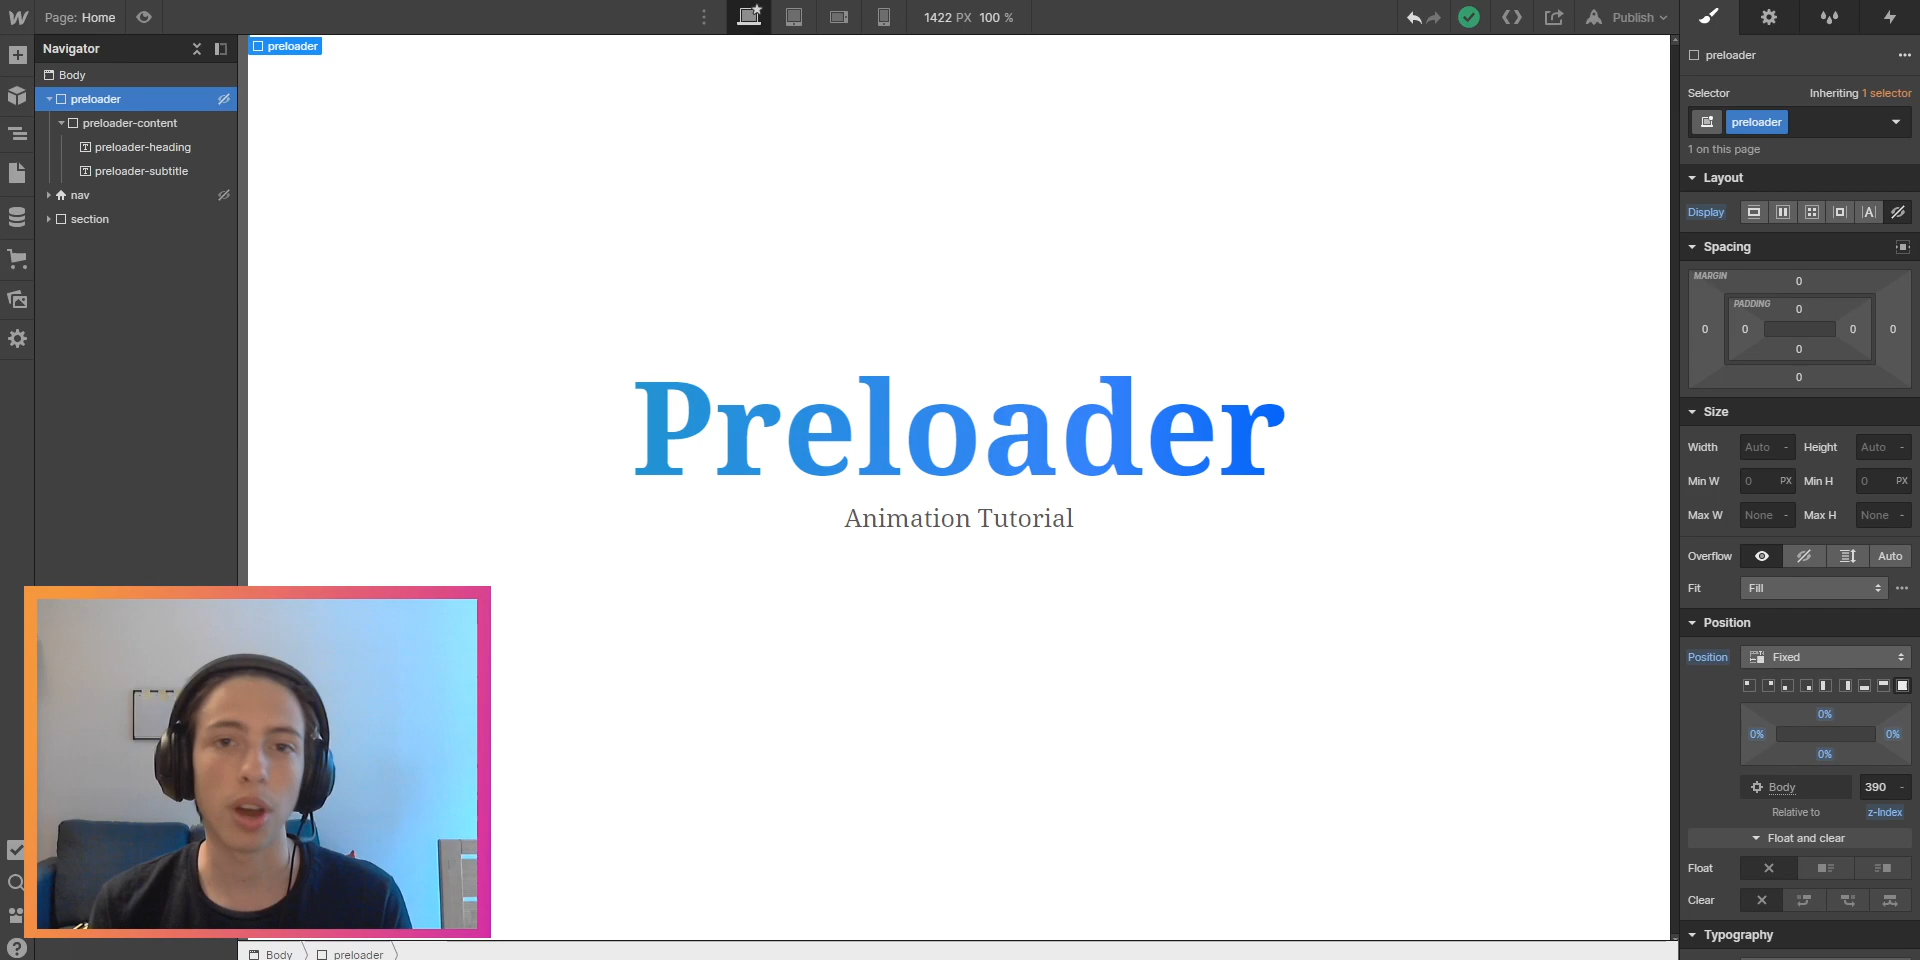 Page: Home
1422 PX 100 %
Publish
Navigator
Body
preloader
preloader-content
preloader-heading
preloader-subtitle
nav
section
preloader
Preloader
Animation Tutorial
Body
preloader
preloader
Selector
Inheriting 1 selector
preloader
1 on this page
Layout
Display
Spacing
MARGIN
0
PADDING
0
0 0 0 0
0
0
Size
Width Auto - Height Auto -
Min W 0 PX Min H 0 PX
Max W None - Max H None -
Overflow Auto
Fit Fill
Position
Position Fixed
0%
0% 0%
0%
Body 390 -
Relative to z-Index
Float and clear
Float
Clear
Typography